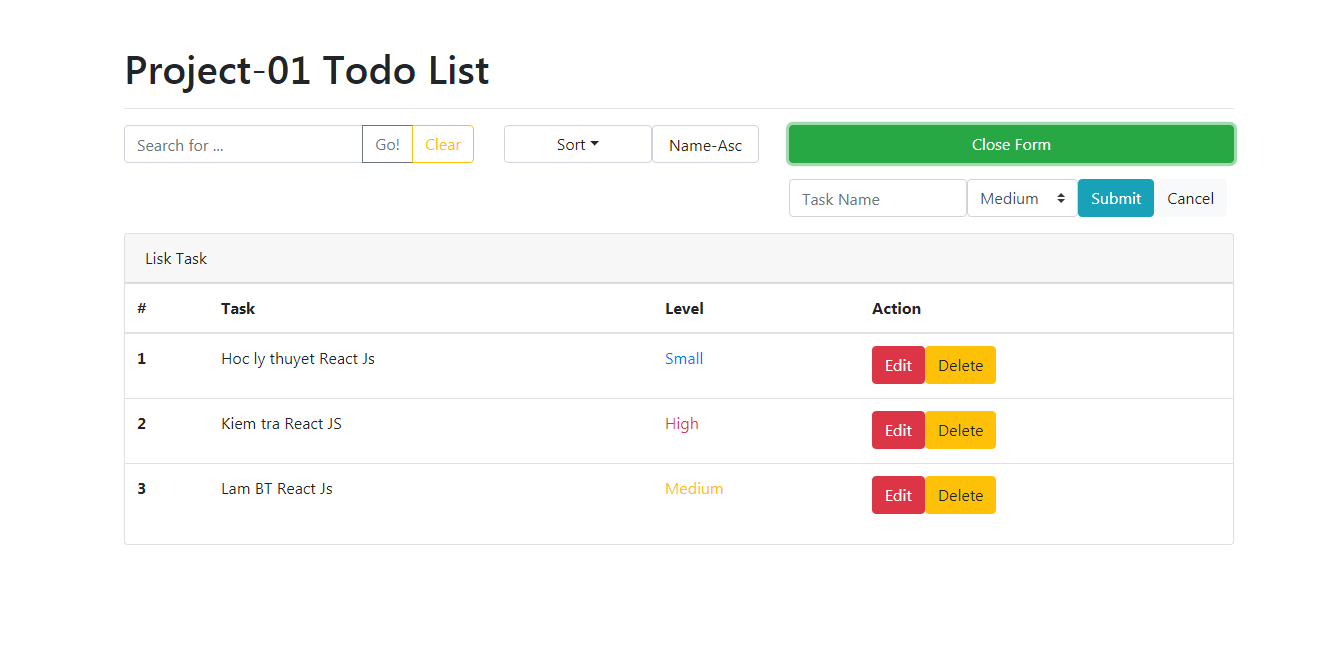 Project-01 Todo List
Search for ... Go! Clear Sort Name-Asc Close Form
Task Name Medium Submit Cancel
Lisk Task
# Task Level Action
1 Hoc ly thuyet React Js Small Edit Delete
2 Kiem tra React JS High Edit Delete
3 Lam BT React Js Medium Edit Delete